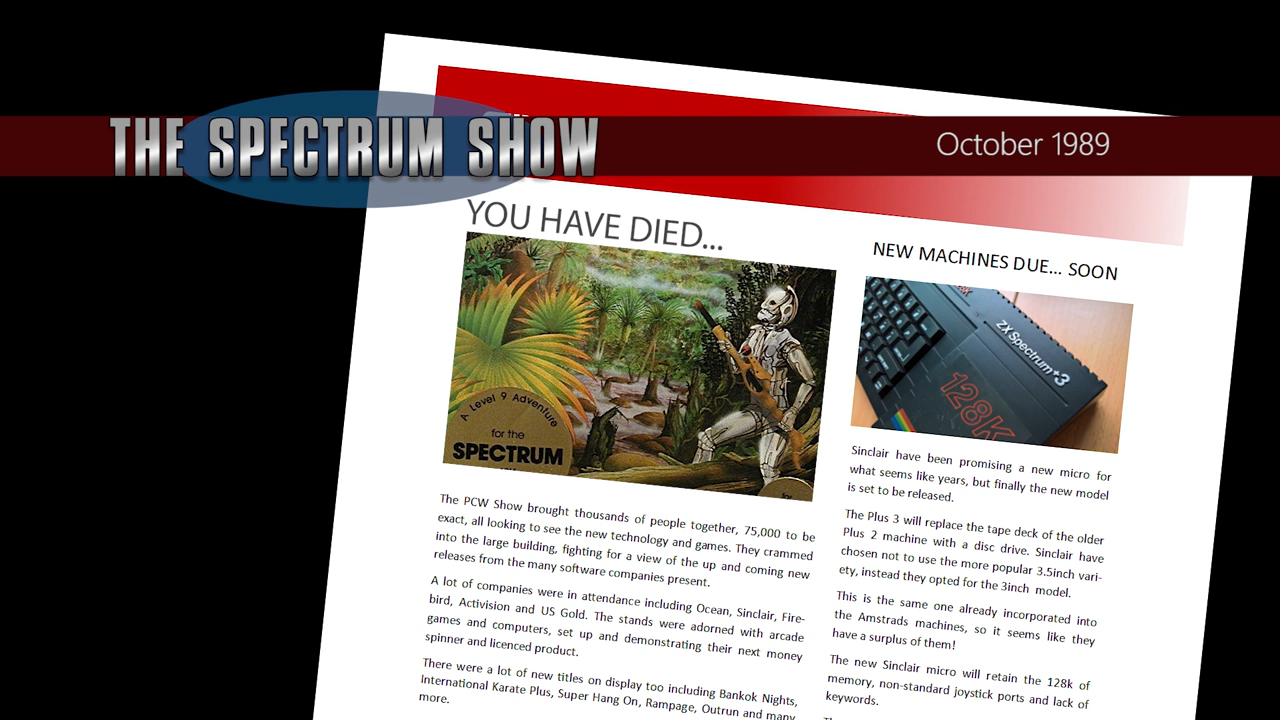 THE SPECTRUM SHOW
October 1989
YOU HAVE DIED...
A Level 9 Adventure
for the
SPECTRUM
The PCW Show brought thousands of people together, 75,000 to be
exact, all looking to see the new technology and games. They crammed
into the large building, fighting for a view of the up and coming new
releases from the many software companies present.
A lot of companies were in attendance including Ocean, Sinclair, Fire-
bird, Activision and US Gold. The stands were adorned with arcade
games and computers, set up and demonstrating their next money
spinner and licenced product.
There were a lot of new titles on display too including Bankok Nights,
International Karate Plus, Super Hang On, Rampage, Outrun and many
more.
NEW MACHINES DUE... SOON
ZX Spectrum +3
128K
Sinclair have been promising a new micro for
what seems like years, but finally the new model
is set to be released.
The Plus 3 will replace the tape deck of the older
Plus 2 machine with a disc drive. Sinclair have
chosen not to use the more popular 3.5inch vari-
ety, instead they opted for the 3inch model.
This is the same one already incorporated into
the Amstrads machines, so it seems like they
have a surplus of them!
The new Sinclair micro will retain the 128k of
memory, non-standard joystick ports and lack of
keywords.